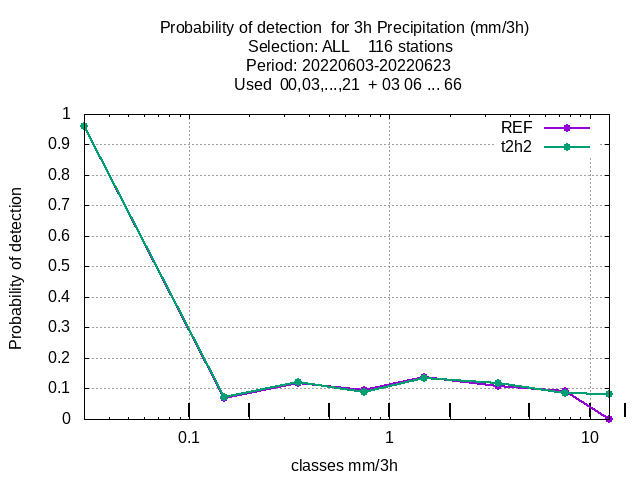 Probability of detection  for 3h Precipitation (mm/3h)
Selection: ALL    116 stations
Period: 20220603-20220623
Used  00,03,...,21  + 03 06 ... 66
REF
t2h2
1
0.9
0.8
0.7
0.6
0.5
0.4
0.3
0.2
0.1
0
Probability of detection
0.1 1 10
classes mm/3h